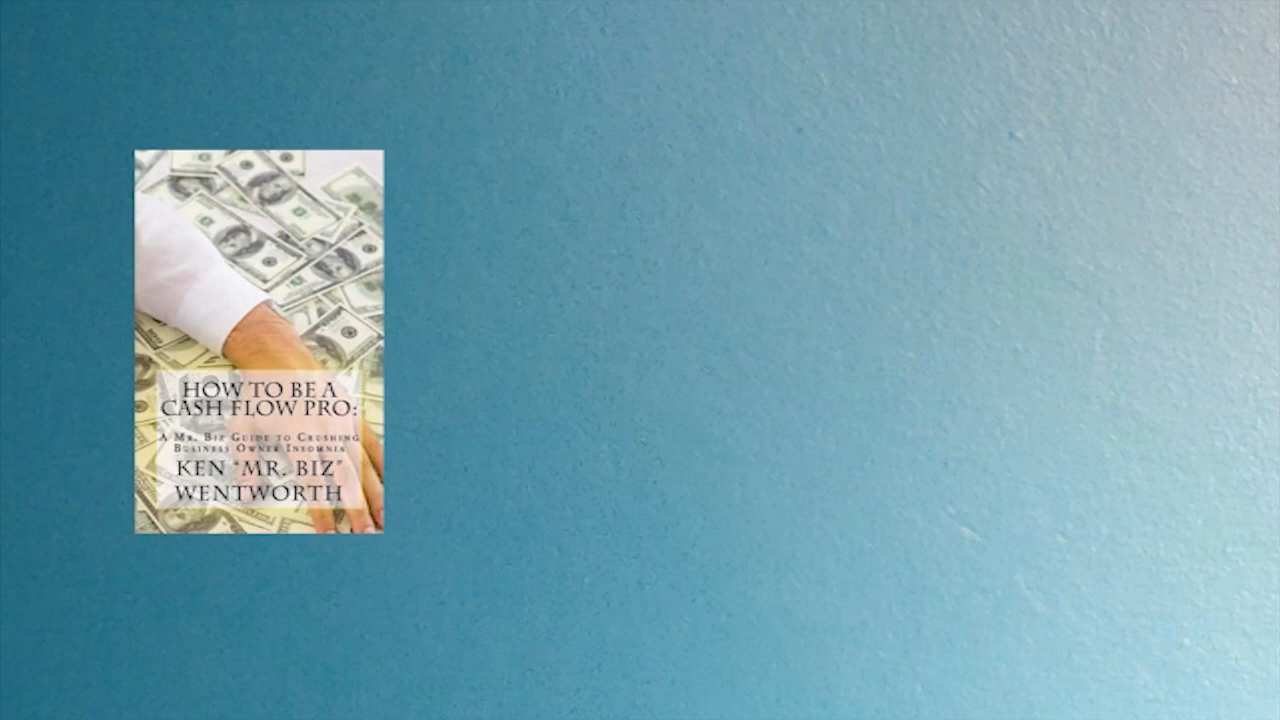 HOW TO BE A
CASH FLOW PRO:
A MR. BIZ GUIDE TO CRUSHING
BUSINESS OWNER INSOMNIA
KEN "MR. BIZ"
WENTWORTH